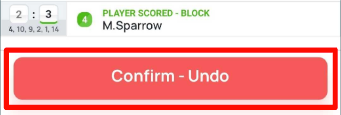 2 : 3
4, 10, 9, 2, 1, 14
4
PLAYER SCORED - BLOCK
M.Sparrow
Confirm - Undo